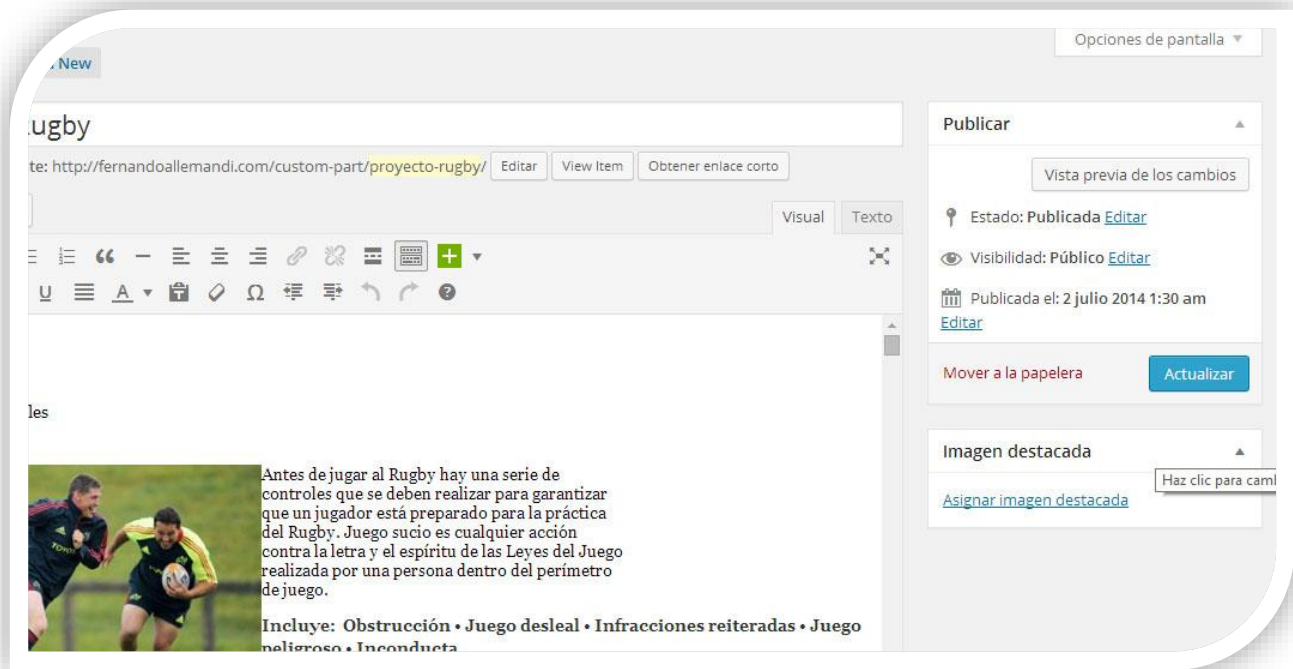 Opciones de pantalla
New
ugby
te: http://fernandoallemandi.com/custom-part/proyecto-rugby/ Editar View Item Obtener enlace corto
Visual Texto
les
Antes de jugar al Rugby hay una serie de
controles que se deben realizar para garantizar
que un jugador está preparado para la práctica
del Rugby. Juego sucio es cualquier acción
contra la letra y el espíritu de las Leyes del Juego
realizada por una persona dentro del perímetro
de juego.
Incluye: Obstrucción • Juego desleal • Infracciones reiteradas • Juego
peligroso • Inconducta
Publicar
Vista previa de los cambios
Estado: Publicada Editar
Visibilidad: Público Editar
Publicada el: 2 julio 2014 1:30 am
Editar
Mover a la papelera Actualizar
Imagen destacada
Haz clic para caml
Asignar imagen destacada